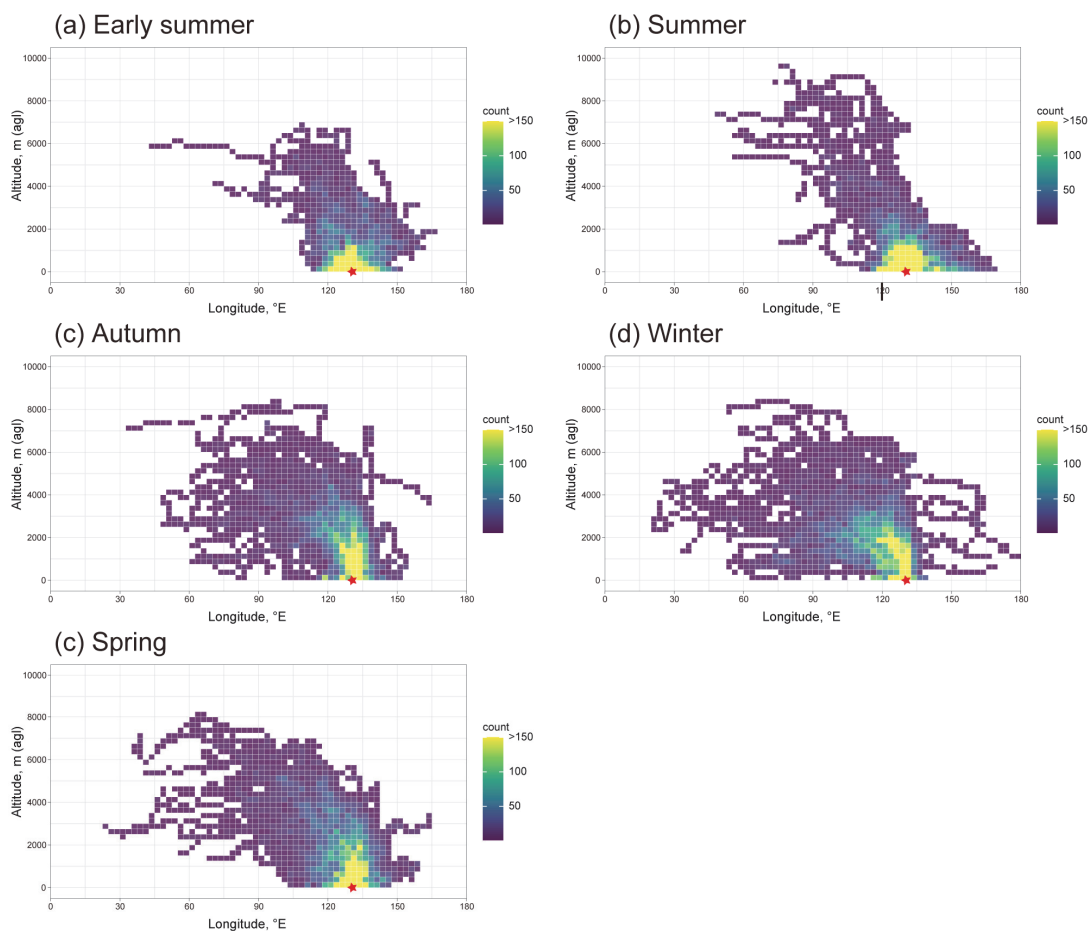 (a) Early summer
(b) Summer
10000
8000
6000
4000
2000
0
Altitude, m (agl)
0 30 60 90 120 150 180
Longitude, °E
count
>150
100
50
10000
8000
6000
4000
2000
0
Altitude, m (agl)
0 30 60 90 120 150 180
Longitude, °E
count
>150
100
50
(c) Autumn
(d) Winter
10000
8000
6000
4000
2000
0
Altitude, m (agl)
0 30 60 90 120 150 180
Longitude, °E
count
>150
100
50
10000
8000
6000
4000
2000
0
Altitude, m (agl)
0 30 60 90 120 150 180
Longitude, °E
count
>150
100
50
(c) Spring
10000
8000
6000
4000
2000
0
Altitude, m (agl)
0 30 60 90 120 150 180
Longitude, °E
count
>150
100
50